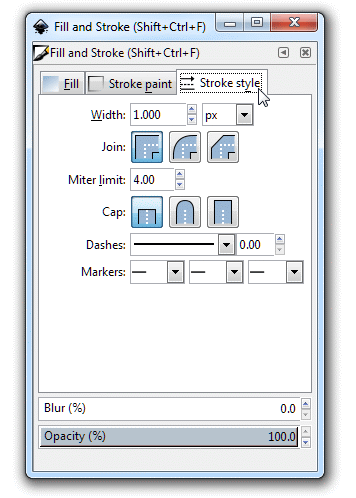 Fill and Stroke (Shift+Ctrl+F)
Fill and Stroke (Shift+Ctrl+F)
Fill Stroke paint Stroke style
Width: 1.000 px
Join:
Miter limit: 4.00
Cap:
Dashes: 0.00
Markers:
Blur (%) 0.0
Opacity (%) 100.0